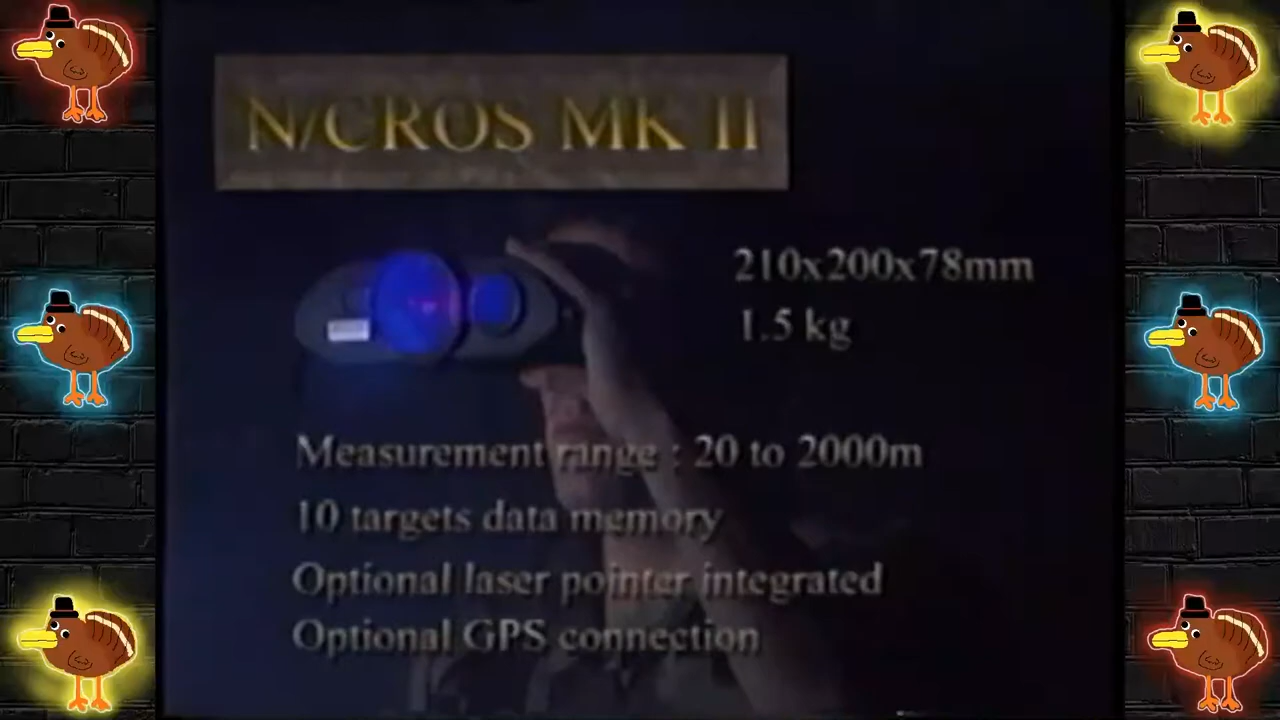 N/CROS MK II
210x200x78mm
1.5 kg
Measurement range : 20 to 2000m
10 targets data memory
Optional laser pointer integrated
Optional GPS connection